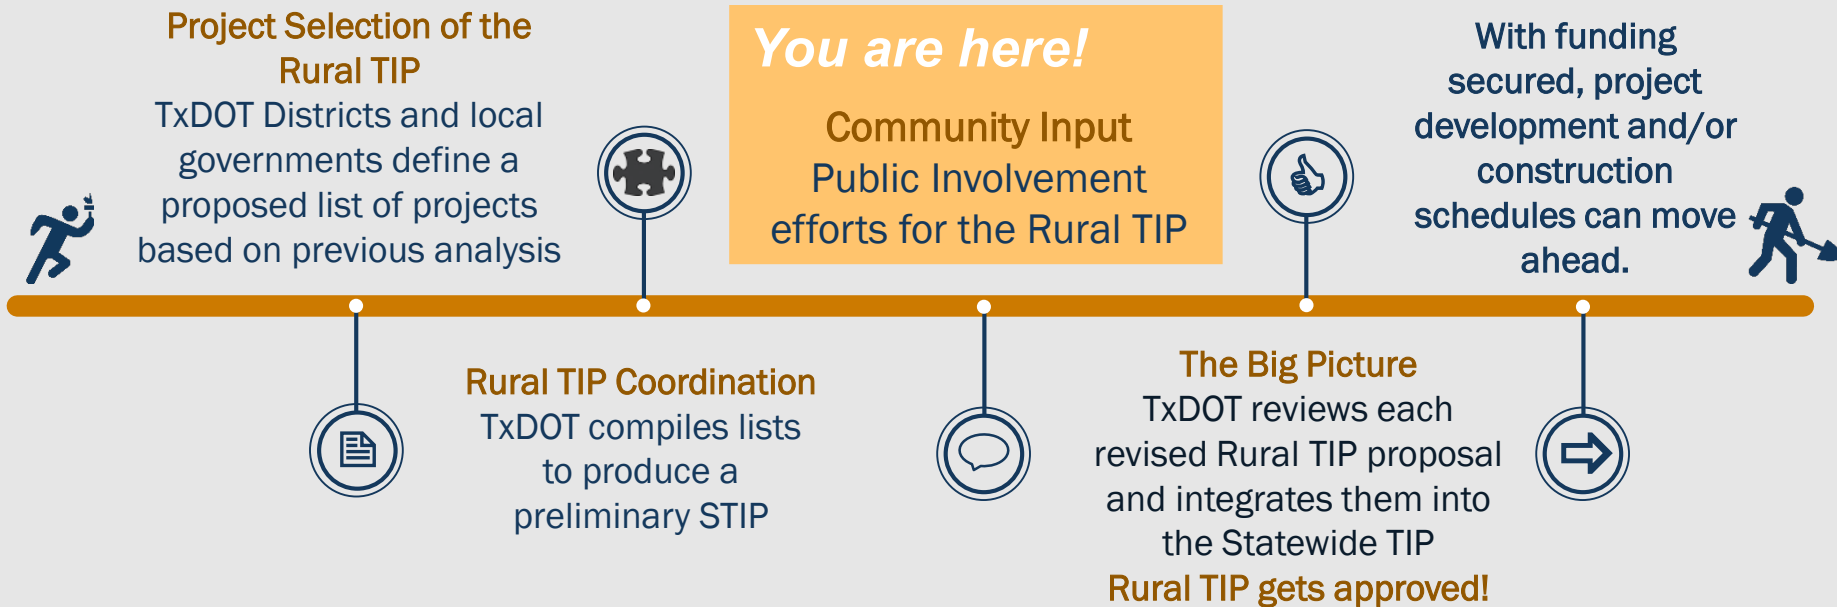 Project Selection of the
Rural TIP
TxDOT Districts and local
governments define a
proposed list of projects
based on previous analysis
Rural TIP Coordination
TxDOT compiles lists
to produce a
preliminary STIP
You are here!
Community Input
Public Involvement
efforts for the Rural TIP
The Big Picture
TxDOT reviews each
revised Rural TIP proposal
and integrates them into
the Statewide TIP
Rural TIP gets approved!
With funding
secured, project
development and/or
construction
schedules can move
ahead.